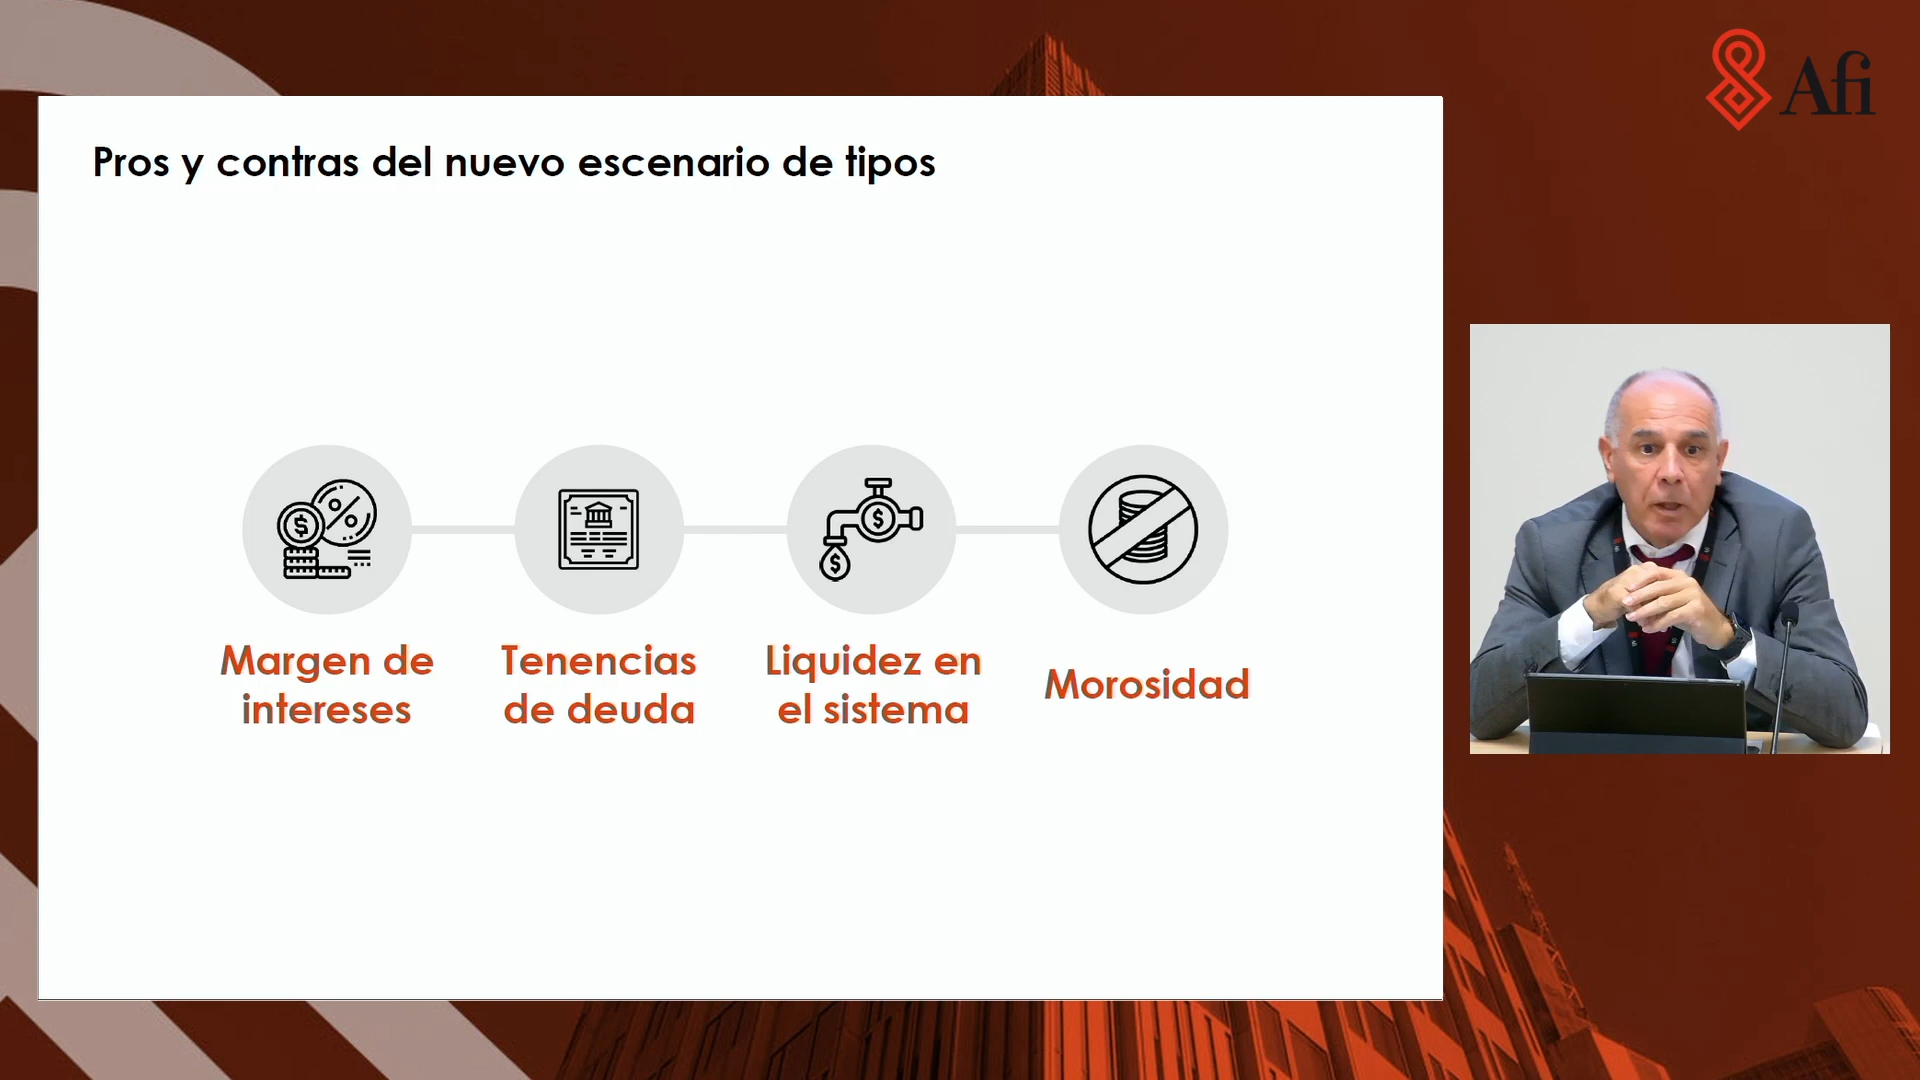 Afi
Pros y contras del nuevo escenario de tipos
Margen de
intereses
Tenencias
de deuda
Liquidez en
el sistema
Morosidad